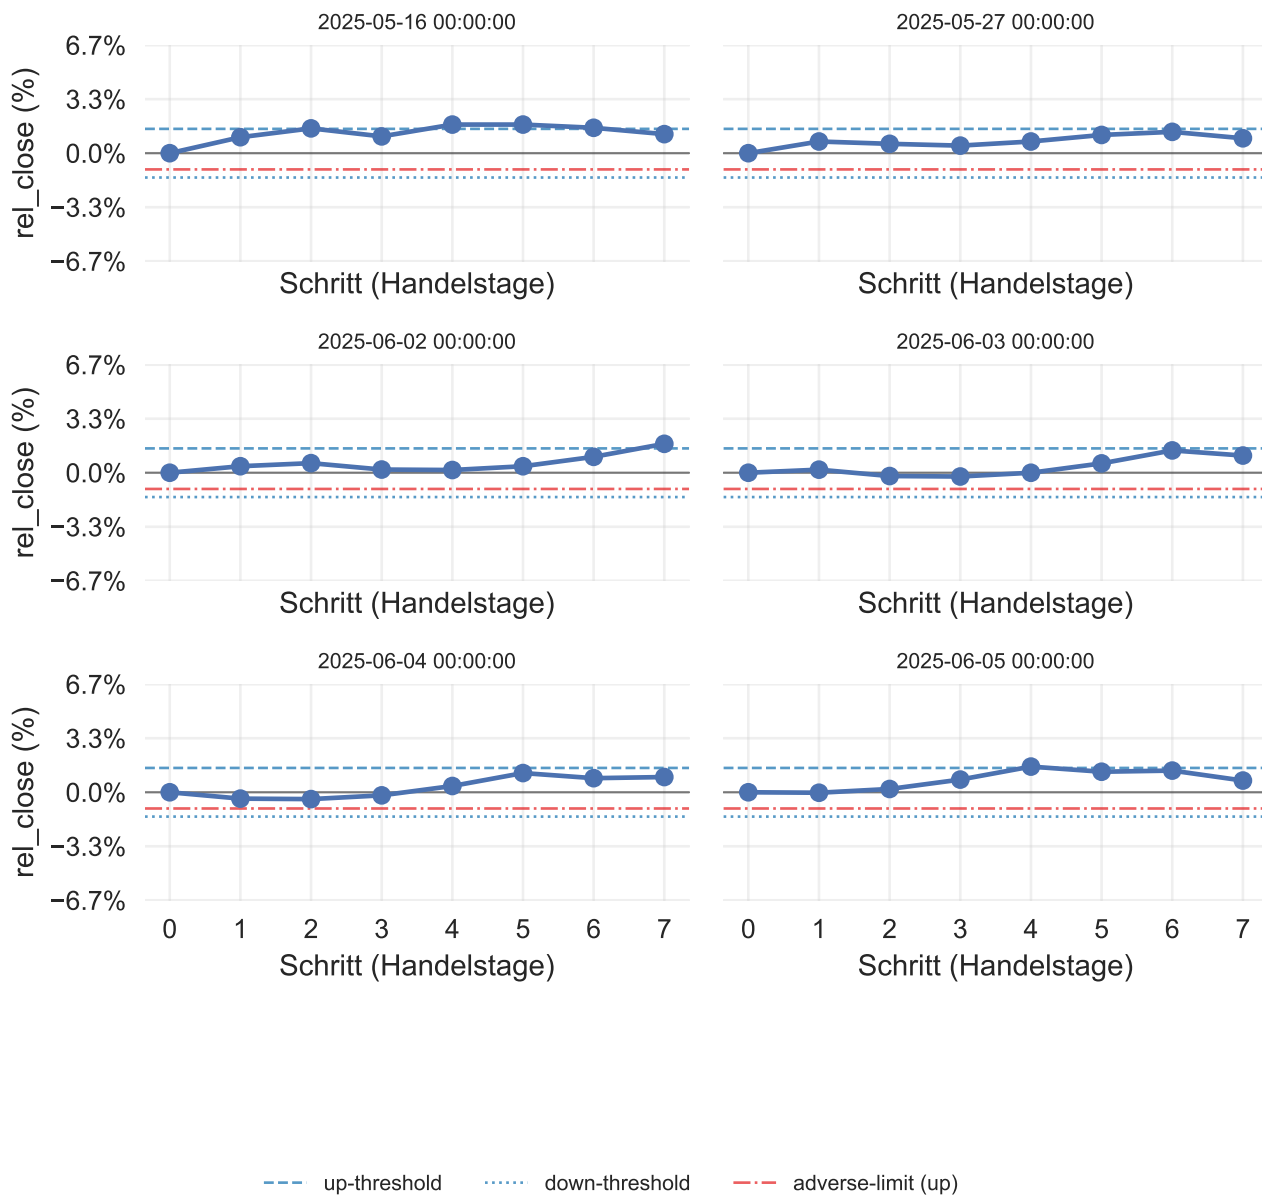 2025-05-16 00:00:00
2025-05-27 00:00:00
rel_close (%)
6.7%
3.3%
0.0%
−3.3%
−6.7%
Schritt (Handelstage)
Schritt (Handelstage)
2025-06-02 00:00:00
2025-06-03 00:00:00
rel_close (%)
6.7%
3.3%
0.0%
−3.3%
−6.7%
Schritt (Handelstage)
Schritt (Handelstage)
2025-06-04 00:00:00
2025-06-05 00:00:00
rel_close (%)
6.7%
3.3%
0.0%
−3.3%
−6.7%
0 1 2 3 4 5 6 7
0 1 2 3 4 5 6 7
Schritt (Handelstage)
Schritt (Handelstage)
up-threshold
down-threshold
adverse-limit (up)